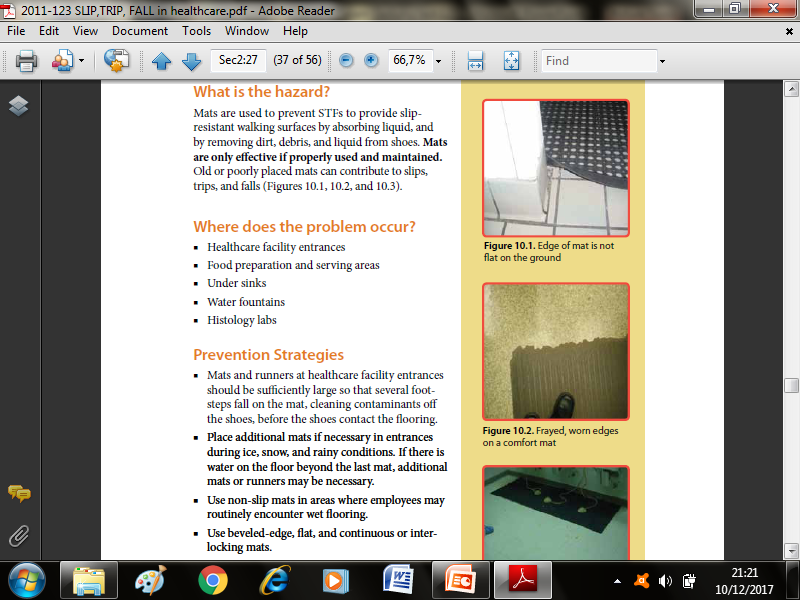 2011-123 SLIP,TRIP, FALL in healthcare.pdf - Adobe Reader
File Edit View Document Tools Window Help
Sec2:27 (37 of 56) 66,7% Find
What is the hazard?
Mats are used to prevent STFs to provide slip-
resistant walking surfaces by absorbing liquid, and
by removing dirt, debris, and liquid from shoes. Mats
are only effective if properly used and maintained.
Old or poorly placed mats can contribute to slips,
trips, and falls (Figures 10.1, 10.2, and 10.3).
Where does the problem occur?
▪ Healthcare facility entrances
▪ Food preparation and serving areas
▪ Under sinks
▪ Water fountains
▪ Histology labs
Prevention Strategies
▪ Mats and runners at healthcare facility entrances
should be sufficiently large so that several foot-
steps fall on the mat, cleaning contaminants off
the shoes, before the shoes contact the flooring.
▪ Place additional mats if necessary in entrances
during ice, snow, and rainy conditions. If there is
water on the floor beyond the last mat, additional
mats or runners may be necessary.
▪ Use non-slip mats in areas where employees may
routinely encounter wet flooring.
▪ Use beveled-edge, flat, and continuous or inter-
locking mats.
Figure 10.1. Edge of mat is not
flat on the ground
Figure 10.2. Frayed, worn edges
on a comfort mat
21:21
10/12/2017